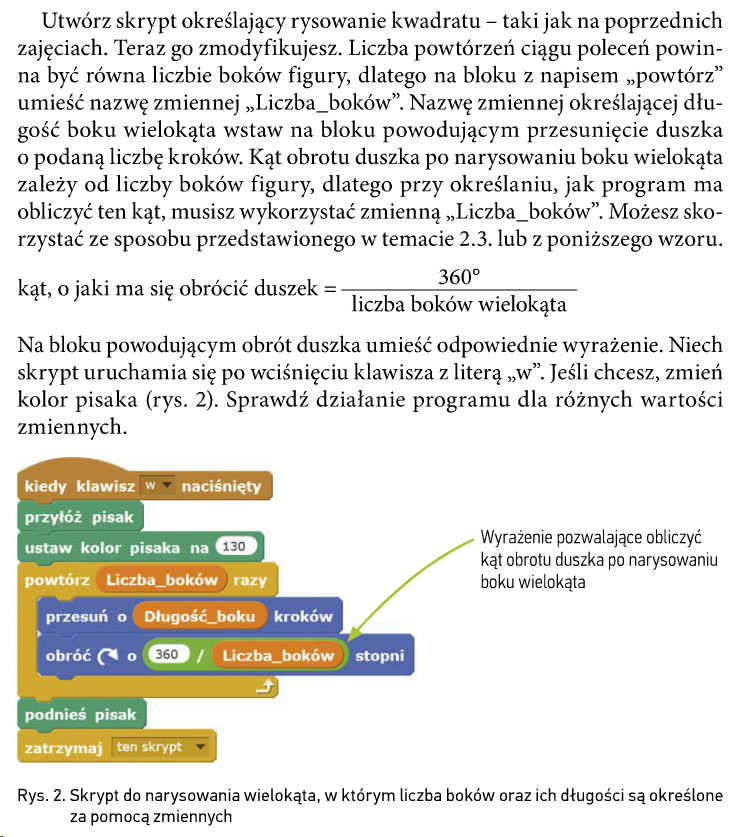 Utwórz skrypt określający rysowanie kwadratu – taki jak na poprzednich
zajęciach. Teraz go zmodyfikujesz. Liczba powtórzeń ciągu poleceń powin-
na być równa liczbie boków figury, dlatego na bloku z napisem „powtórz”
umieść nazwę zmiennej „Liczba_boków”. Nazwę zmiennej określającej dłu-
gość boku wielokąta wstaw na bloku powodującym przesunięcie duszka
o podaną liczbę kroków. Kąt obrotu duszka po narysowaniu boku wielokąta
zależy od liczby boków figury, dlatego przy określaniu, jak program ma
obliczyć ten kąt, musisz wykorzystać zmienną „Liczba_boków”. Możesz sko-
rzystać ze sposobu przedstawionego w temacie 2.3. lub z poniższego wzoru.
kąt, o jaki ma się obrócić duszek = 360°
liczba boków wielokąta
Na bloku powodującym obrót duszka umieść odpowiednie wyrażenie. Niech
skrypt uruchamia się po wciśnięciu klawisza z literą „w”. Jeśli chcesz, zmień
kolor pisaka (rys. 2). Sprawdź działanie programu dla różnych wartości
zmiennych.
kiedy klawisz w naciśnięty
przyłóż pisak
ustaw kolor pisaka na 130
powtórz Liczba_boków razy
przesuń o Długość_boku kroków
obróć o 360 / Liczba_boków stopni
podnieś pisak
zatrzymaj ten skrypt
Wyrażenie pozwalające obliczyć
kąt obrotu duszka po narysowaniu
boku wielokąta
Rys. 2. Skrypt do narysowania wielokąta, w którym liczba boków oraz ich długości są określone
za pomocą zmiennych